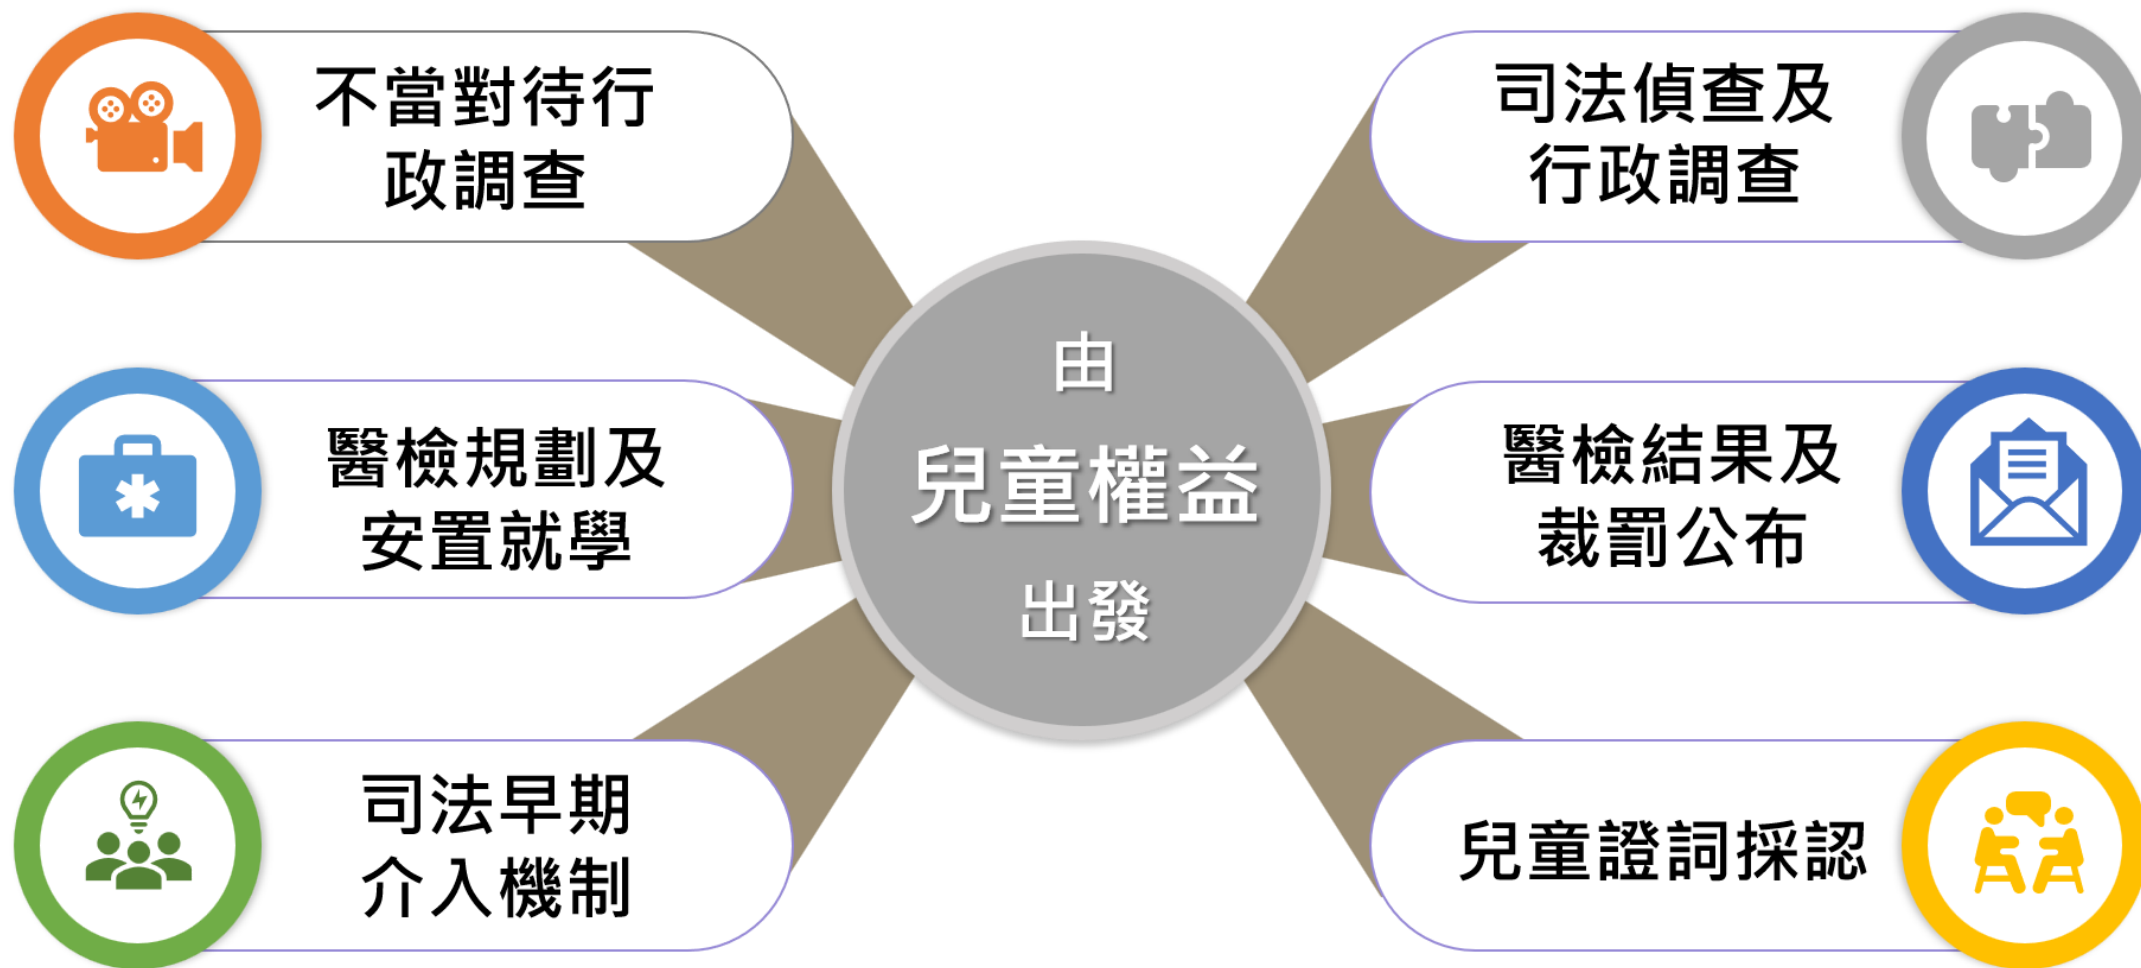 不當對待行
政調查
醫檢規劃及
安置就學
司法早期
介入機制
由
兒童權益
出發
司法偵查及
行政調查
醫檢結果及
裁罰公布
兒童證詞採認